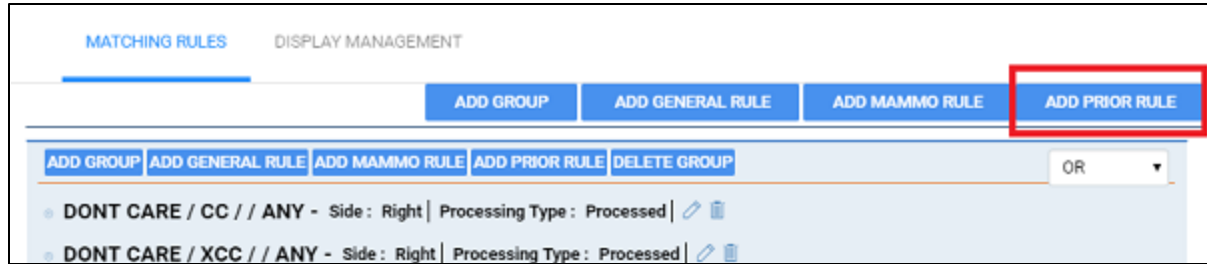 MATCHING RULES DISPLAY MANAGEMENT
ADD GROUP ADD GENERAL RULE ADD MAMMO RULE ADD PRIOR RULE
ADD GROUP ADD GENERAL RULE ADD MAMMO RULE ADD PRIOR RULE DELETE GROUP OR
DONT CARE / CC / / ANY - Side : Right | Processing Type : Processed |
DONT CARE / XCC / / ANY - Side : Right | Processing Type : Processed |